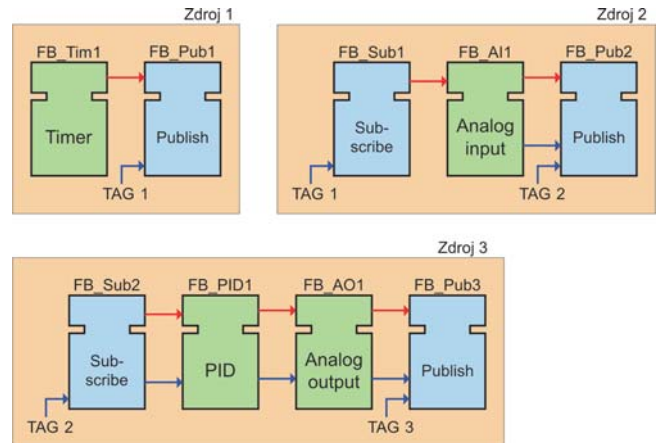 Zdroj 1
FB_Tim1
FB_Pub1
Timer
Publish
TAG 1
Zdroj 2
FB_Sub1
FB_AI1
FB_Pub2
Sub-
scribe
Analog
input
Publish
TAG 1
TAG 2
Zdroj 3
FB_Sub2
FB_PID1
FB_AO1
FB_Pub3
Sub-
scribe
PID
Analog
output
Publish
TAG 2
TAG 3